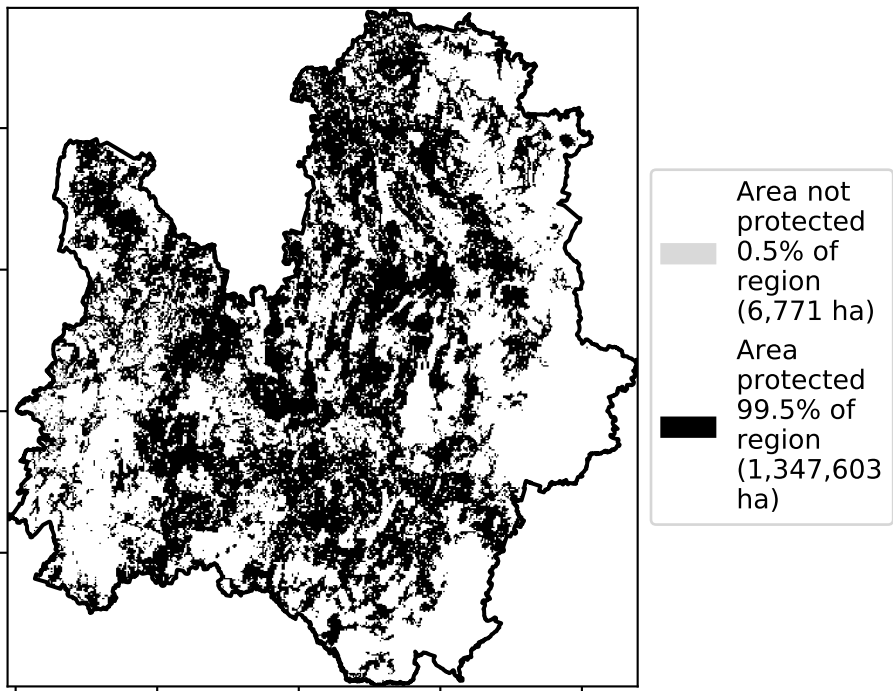 Area not
protected
0.5% of
region
(6,771 ha)
Area
protected
99.5% of
region
(1,347,603
ha)